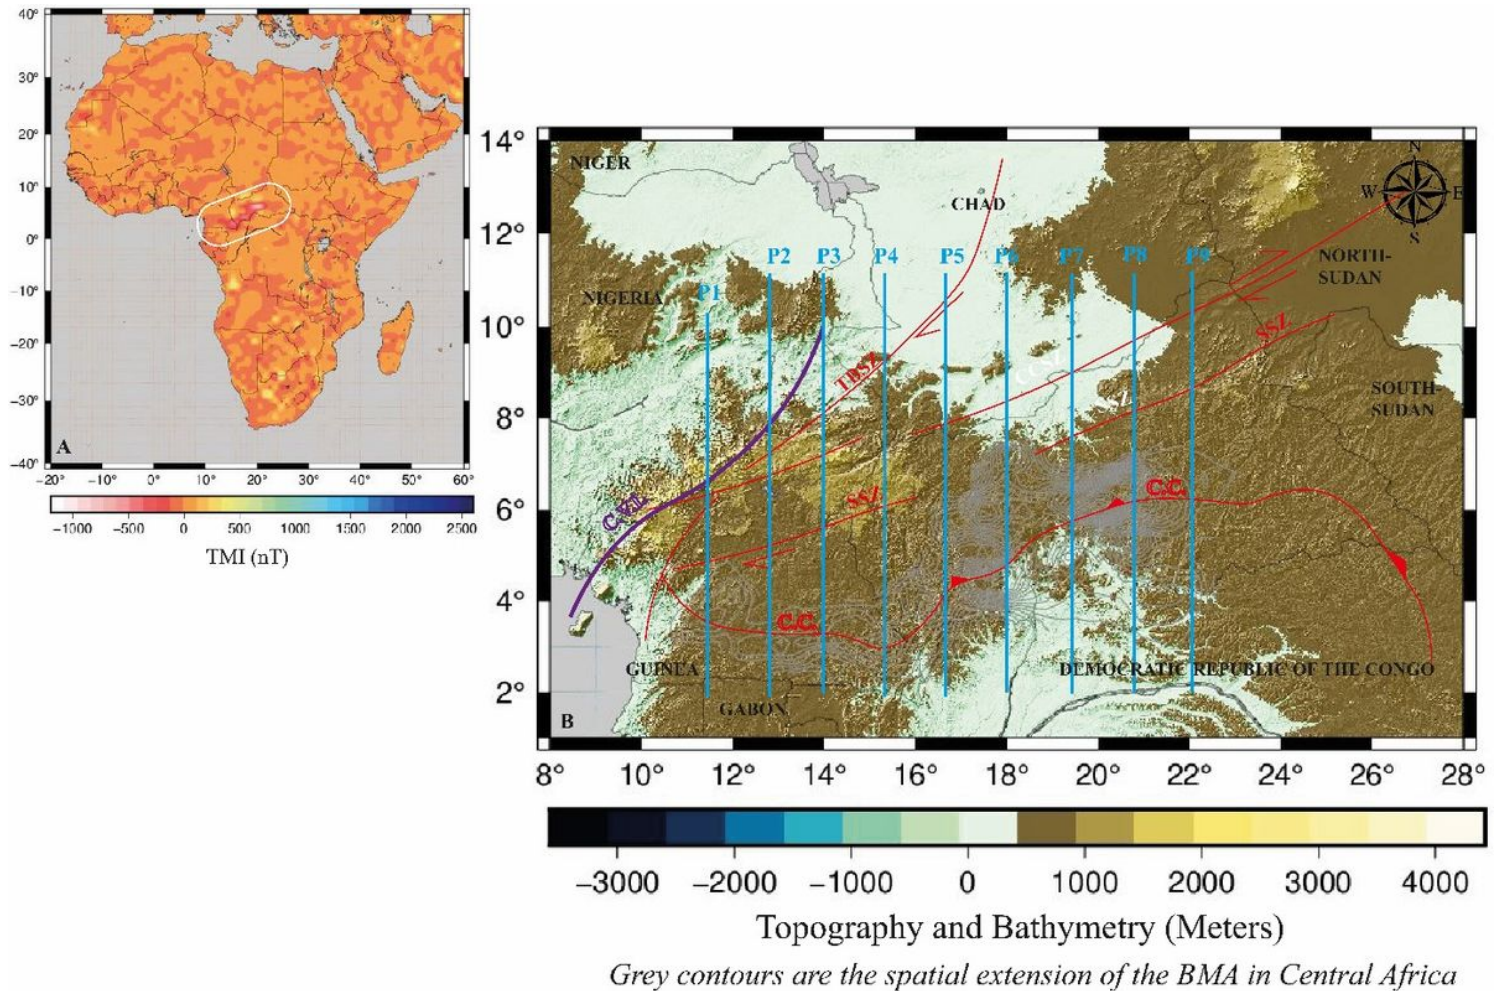 40°
30°
20°
10°
0°
−10°
−20°
−30°
−40°
A
−20° −10° 0° 10° 20° 30° 40° 50° 60°
−1000 −500 0 500 1000 1500 2000 2500
TMI (nT)
14°
12°
10°
8°
6°
4°
2°
NIGER
CHAD
N
W E
S
NORTH-
SUDAN
NIGERIA
P1 P2 P3 P4 P5 P6 P7 P8 P9
TBSZ
SSZ
SOUTH-
SUDAN
C.V.L
SSZ
C.C.
C.C.
GUINEA
DEMOCRATIC REPUBLIC OF THE CONGO
GABON
B
8° 10° 12° 14° 16° 18° 20° 22° 24° 26° 28°
−3000 −2000 −1000 0 1000 2000 3000 4000
Topography and Bathymetry (Meters)
Grey contours are the spatial extension of the BMA in Central Africa